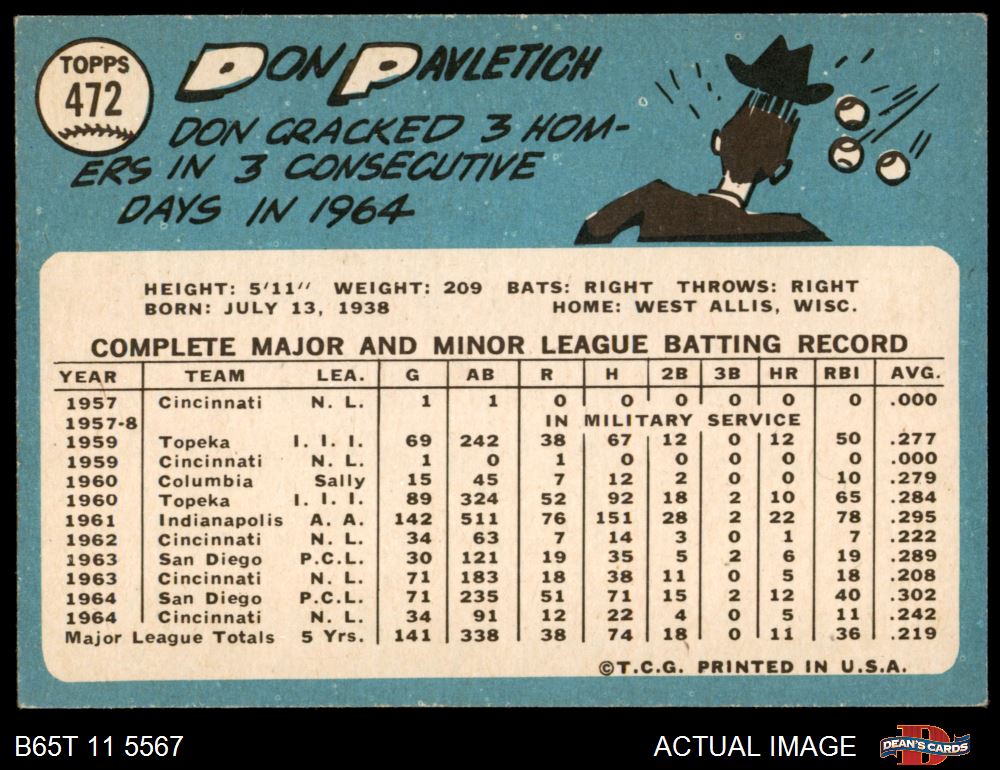 TOPPS
472
DON PAVLETICH
DON CRACKED 3 HOM-
ERS IN 3 CONSECUTIVE
DAYS IN 1964
HEIGHT: 5'11" WEIGHT: 209 BATS: RIGHT THROWS: RIGHT
BORN: JULY 13, 1938 HOME: WEST ALLIS, WISC.
COMPLETE MAJOR AND MINOR LEAGUE BATTING RECORD
YEAR TEAM LEA. G AB R H 2B 3B HR RBI AVG.
1957 Cincinnati N. L. 1 1 0 0 0 0 0 0 .000
1957-8 IN MILITARY SERVICE
1959 Topeka I. I. I. 69 242 38 67 12 0 12 50 .277
1959 Cincinnati N. L. 1 0 1 0 0 0 0 0 .000
1960 Columbia Sally 15 45 7 12 2 0 0 10 .279
1960 Topeka I. I. I. 89 324 52 92 18 2 10 65 .284
1961 Indianapolis A. A. 142 511 76 151 28 2 22 78 .295
1962 Cincinnati N. L. 34 63 7 14 3 0 1 7 .222
1963 San Diego P.C.L. 30 121 19 35 5 2 6 19 .289
1963 Cincinnati N. L. 71 183 18 38 11 0 5 18 .208
1964 San Diego P.C.L. 71 235 51 71 15 2 12 40 .302
1964 Cincinnati N. L. 34 91 12 22 4 0 5 11 .242
Major League Totals 5 Yrs. 141 338 38 74 18 0 11 36 .219
©T.C.G. PRINTED IN U.S.A.
B65T 11 5567 ACTUAL IMAGE D DEAN'S CARDS